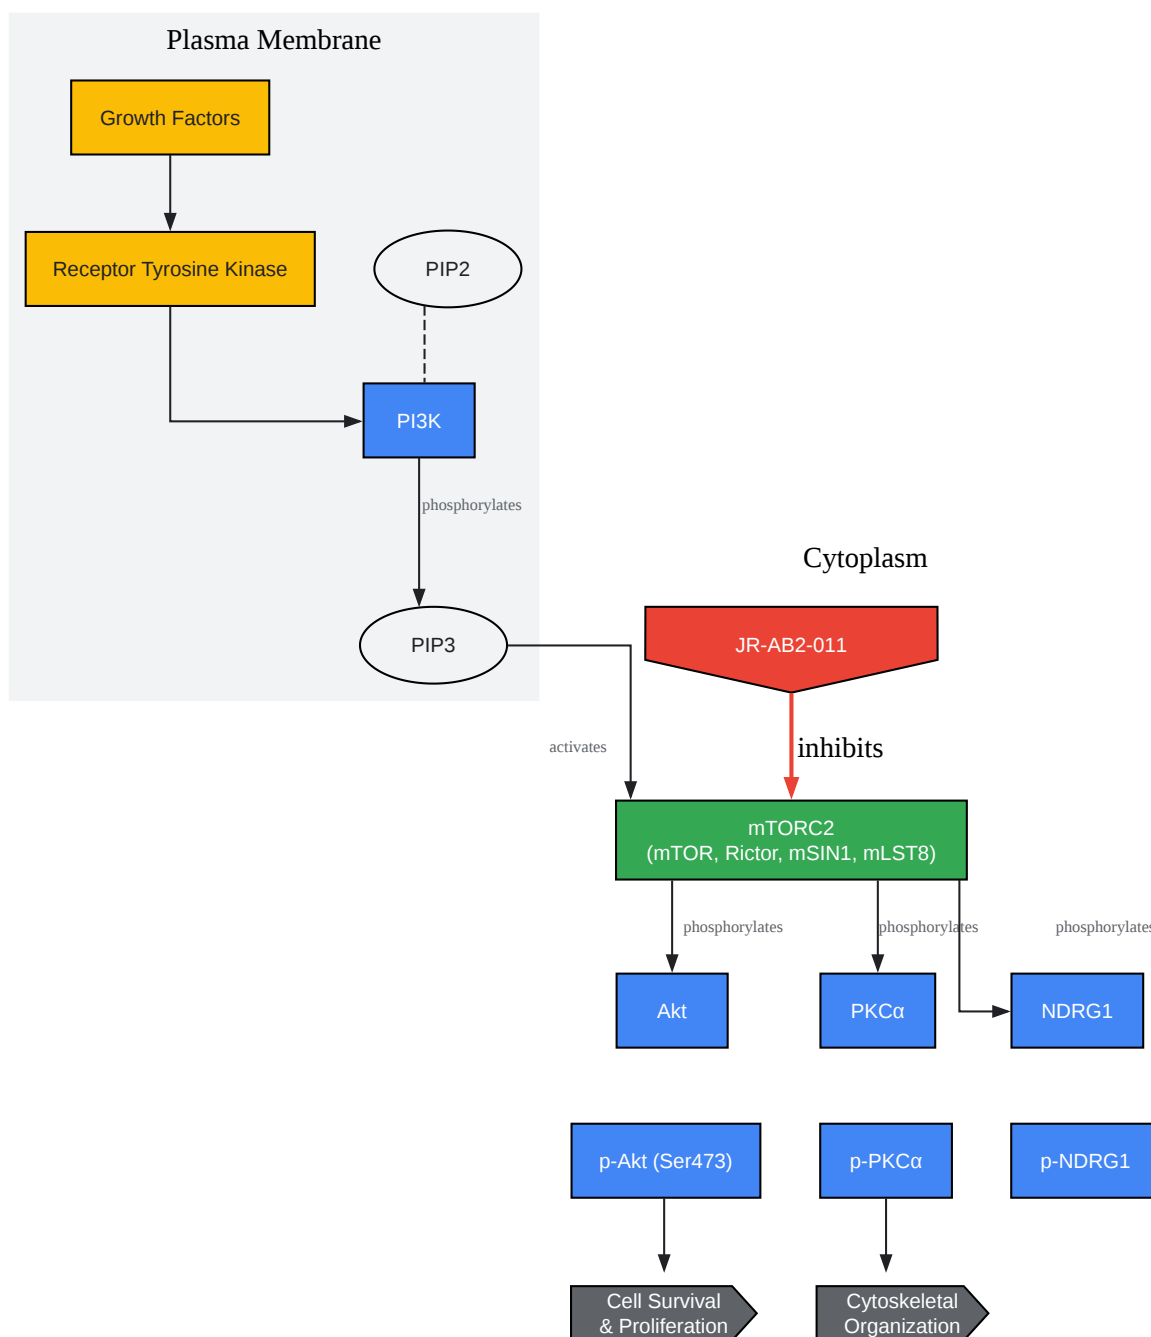 Plasma Membrane
Growth Factors
Receptor Tyrosine Kinase
PIP2
PI3K
phosphorylates
Cytoplasm
PIP3
JR-AB2-011
activates
inhibits
mTORC2
(mTOR, Rictor, mSIN1, mLST8)
phosphorylates
phosphorylates
phosphorylates
Akt
PKCα
NDRG1
p-Akt (Ser473)
p-PKCα
p-NDRG1
Cell Survival
& Proliferation
Cytoskeletal
Organization